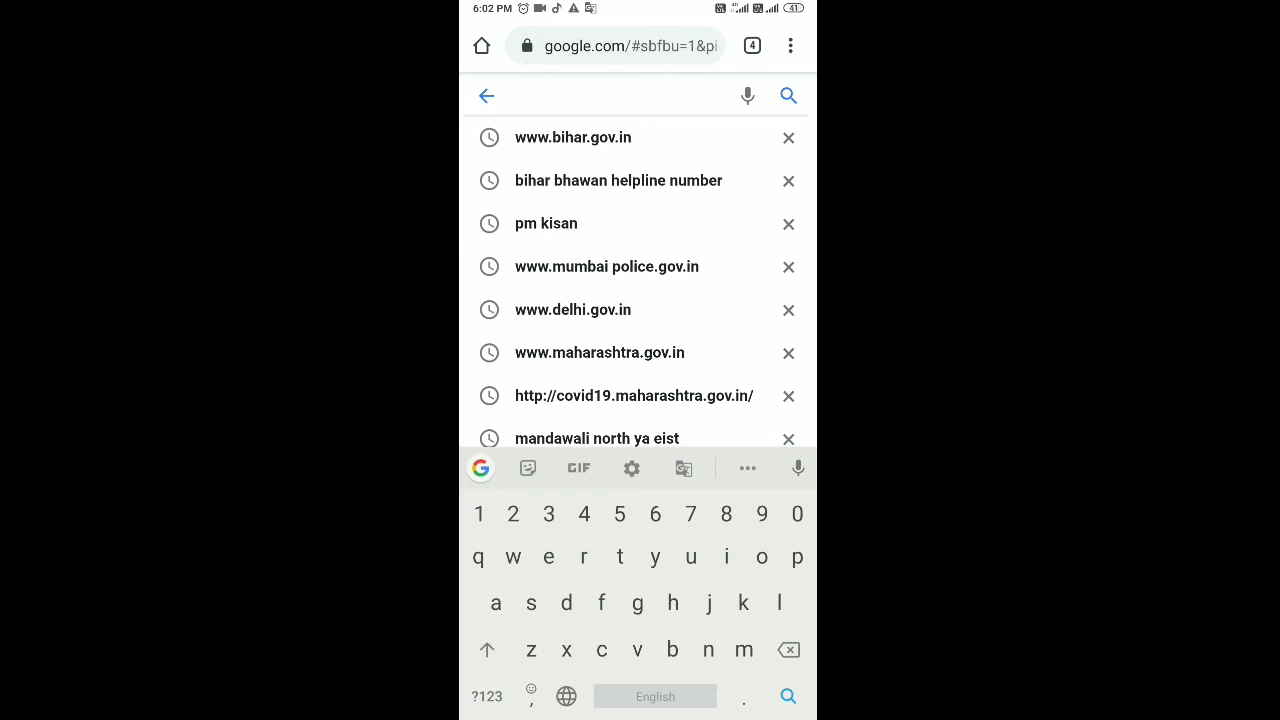 6:02 PM 41
google.com/#sbfbu=1&pi
4
www.bihar.gov.in
bihar bhawan helpline number
pm kisan
www.mumbai police.gov.in
www.delhi.gov.in
www.maharashtra.gov.in
http://covid19.maharashtra.gov.in/
mandawali north ya eist
GIF
1 2 3 4 5 6 7 8 9 0
q w e r t y u i o p
a s d f g h j k l
z x c v b n m
?123 , English .